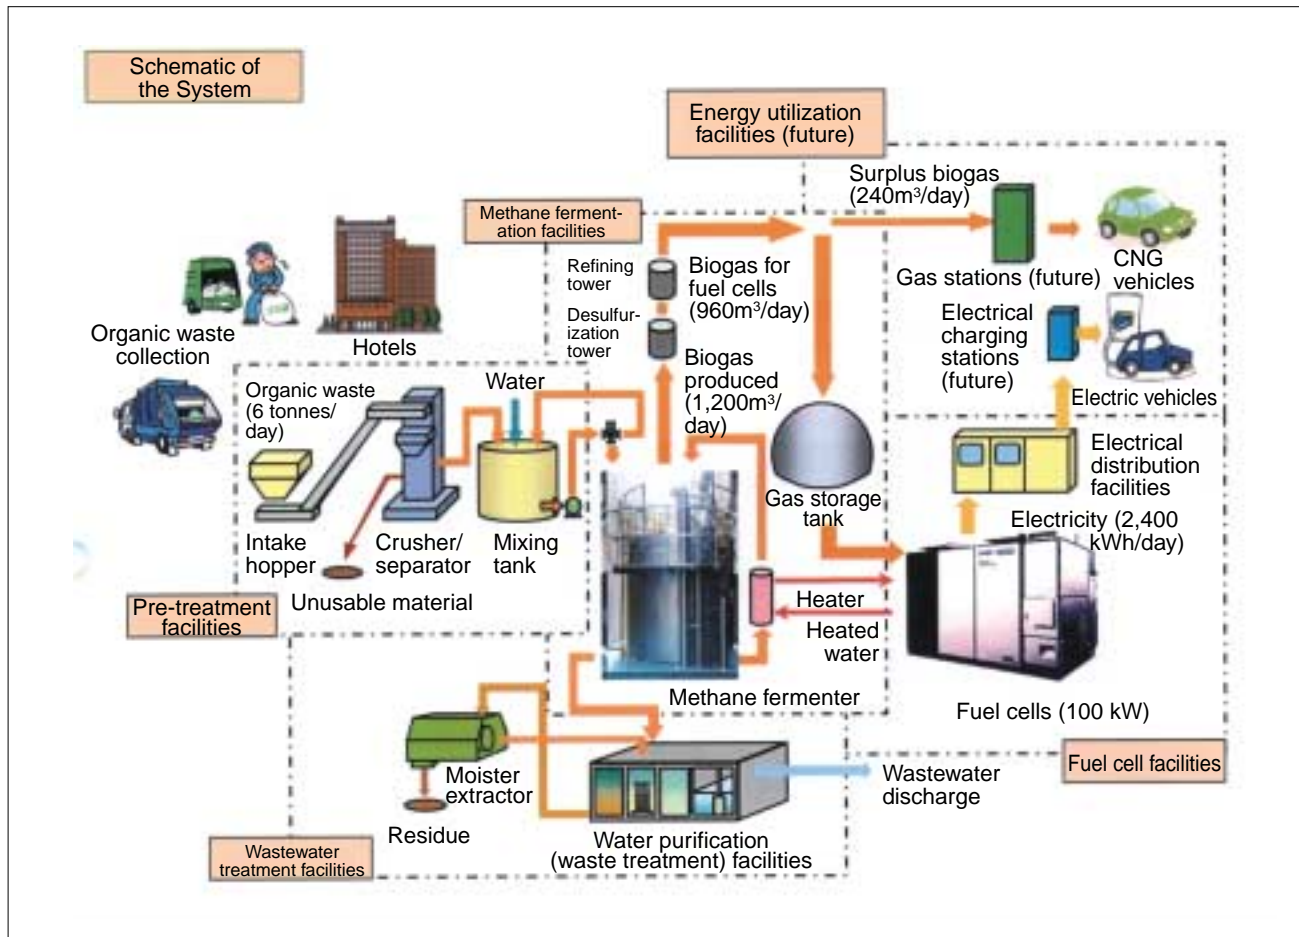 Schematic of
the System
Energy utilization
facilities (future)
Surplus biogas
(240m³/day)
Methane ferment-
ation facilities
Refining
tower
Biogas for
fuel cells
(960m³/day)
Gas stations (future)
CNG
vehicles
Desulfur-
ization
tower
Electrical
charging
stations
(future)
Organic waste
collection
Hotels
Biogas
produced
(1,200m³/
day)
Electric vehicles
Organic waste
(6 tonnes/
day)
Water
Electrical
distribution
facilities
Gas storage
tank
Electricity (2,400
kWh/day)
Intake
hopper
Crusher/
separator
Mixing
tank
Unusable material
Pre-treatment
facilities
Heater
Heated
water
Methane fermenter
Fuel cells (100 kW)
Fuel cell facilities
Moister
extractor
Wastewater
discharge
Residue
Water purification
(waste treatment) facilities
Wastewater
treatment facilities